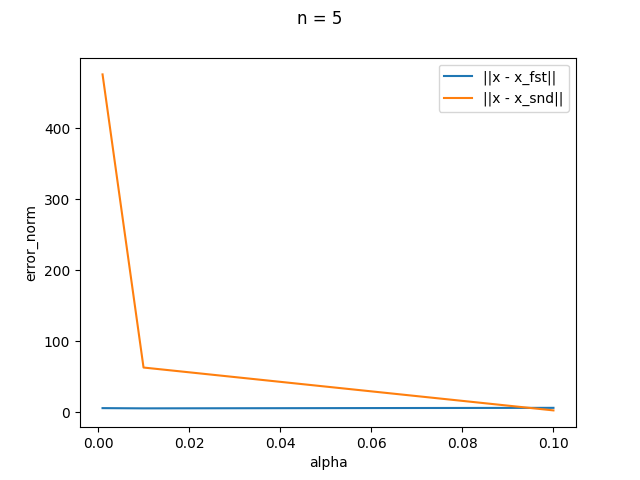 n = 5
||x - x_fst||
||x - x_snd||
400
300
200
100
0
error_norm
0.00 0.02 0.04 0.06 0.08 0.10
alpha